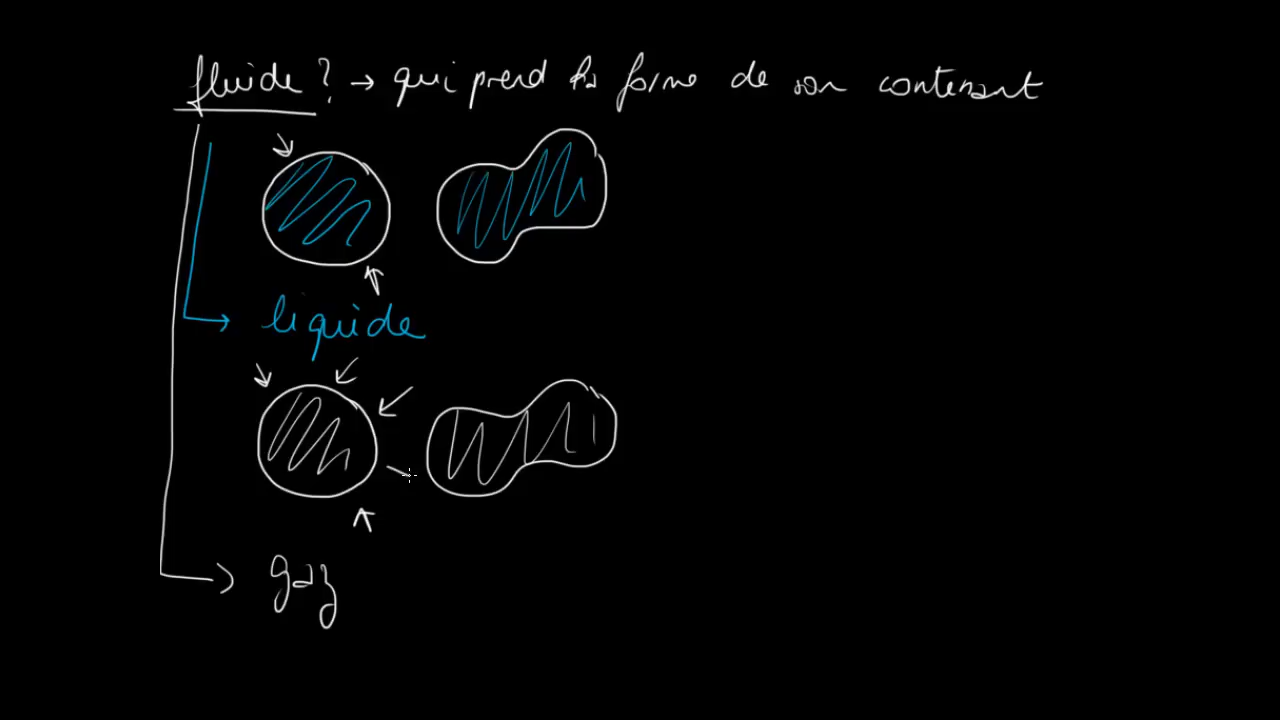 fluide ? → qui prend la forme de son contenant
liquide
gaz